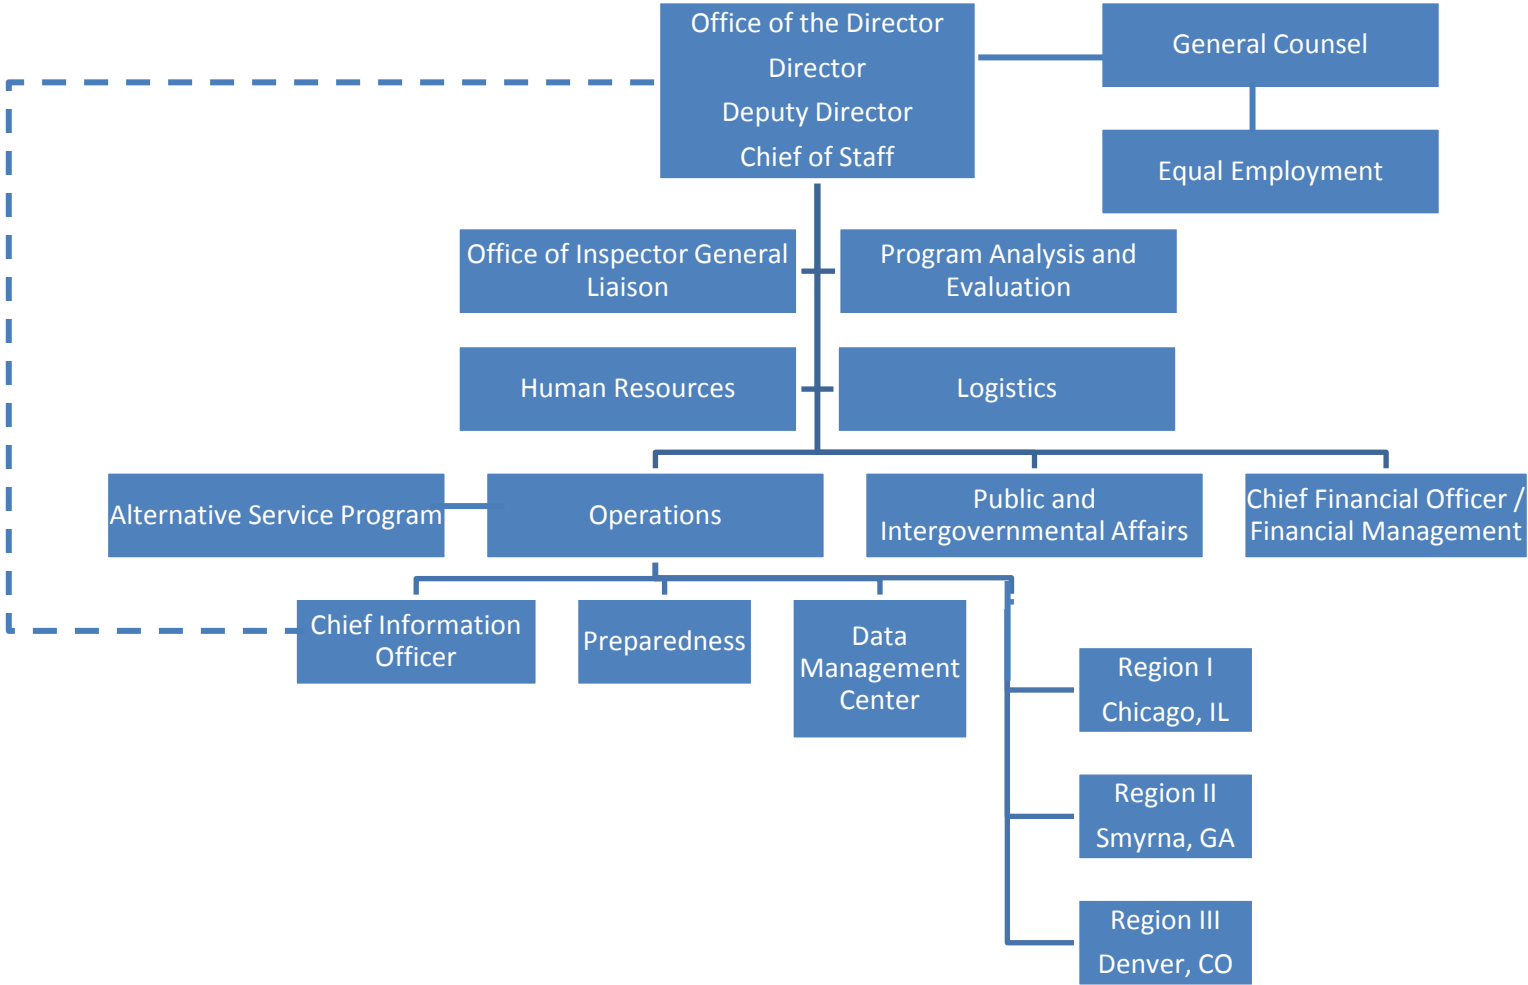 Office of the Director
Director
Deputy Director
Chief of Staff
General Counsel
Equal Employment
Office of Inspector General
Liaison
Program Analysis and
Evaluation
Human Resources
Logistics
Alternative Service Program
Operations
Public and
Intergovernmental Affairs
Chief Financial Officer /
Financial Management
Chief Information
Officer
Preparedness
Data
Management
Center
Region I
Chicago, IL
Region II
Smyrna, GA
Region III
Denver, CO